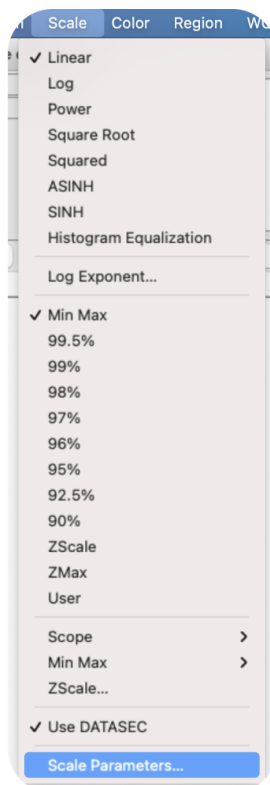 Scale Color Region
Linear
Log
Power
Square Root
Squared
ASINH
SINH
Histogram Equalization
Log Exponent...
Min Max
99.5%
99%
98%
97%
96%
95%
92.5%
90%
ZScale
ZMax
User
Scope
Min Max
ZScale...
Use DATASEC
Scale Parameters...